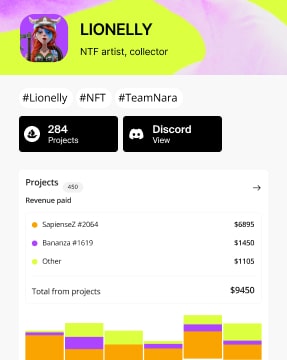 LIONELLY
NTF artist, collector
#Lionelly #NFT #TeamNara
284
Projects
Discord
View
Projects 450
Revenue paid
SapienseZ #2064 $6895
Bananza #1619 $1450
Other $1105
Total from projects $9450